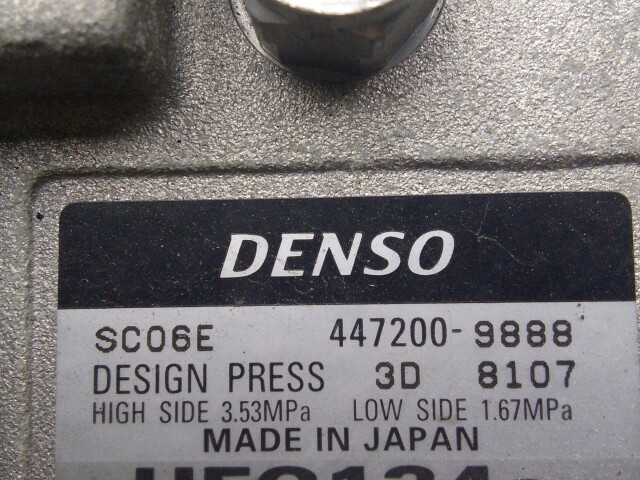 DENSO
SC06E 447200-9888
DESIGN PRESS 3D 8107
HIGH SIDE 3.53MPa LOW SIDE 1.67MPa
MADE IN JAPAN
HFC134a